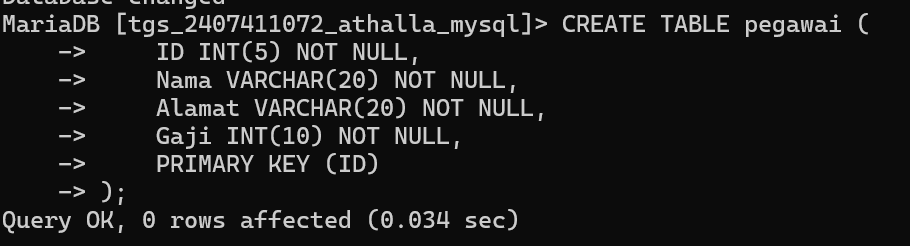 Database changed
MariaDB [tgs_2407411072_athalla_mysql]> CREATE TABLE pegawai (
    ->     ID INT(5) NOT NULL,
    ->     Nama VARCHAR(20) NOT NULL,
    ->     Alamat VARCHAR(20) NOT NULL,
    ->     Gaji INT(10) NOT NULL,
    ->     PRIMARY KEY (ID)
    -> );
Query OK, 0 rows affected (0.034 sec)